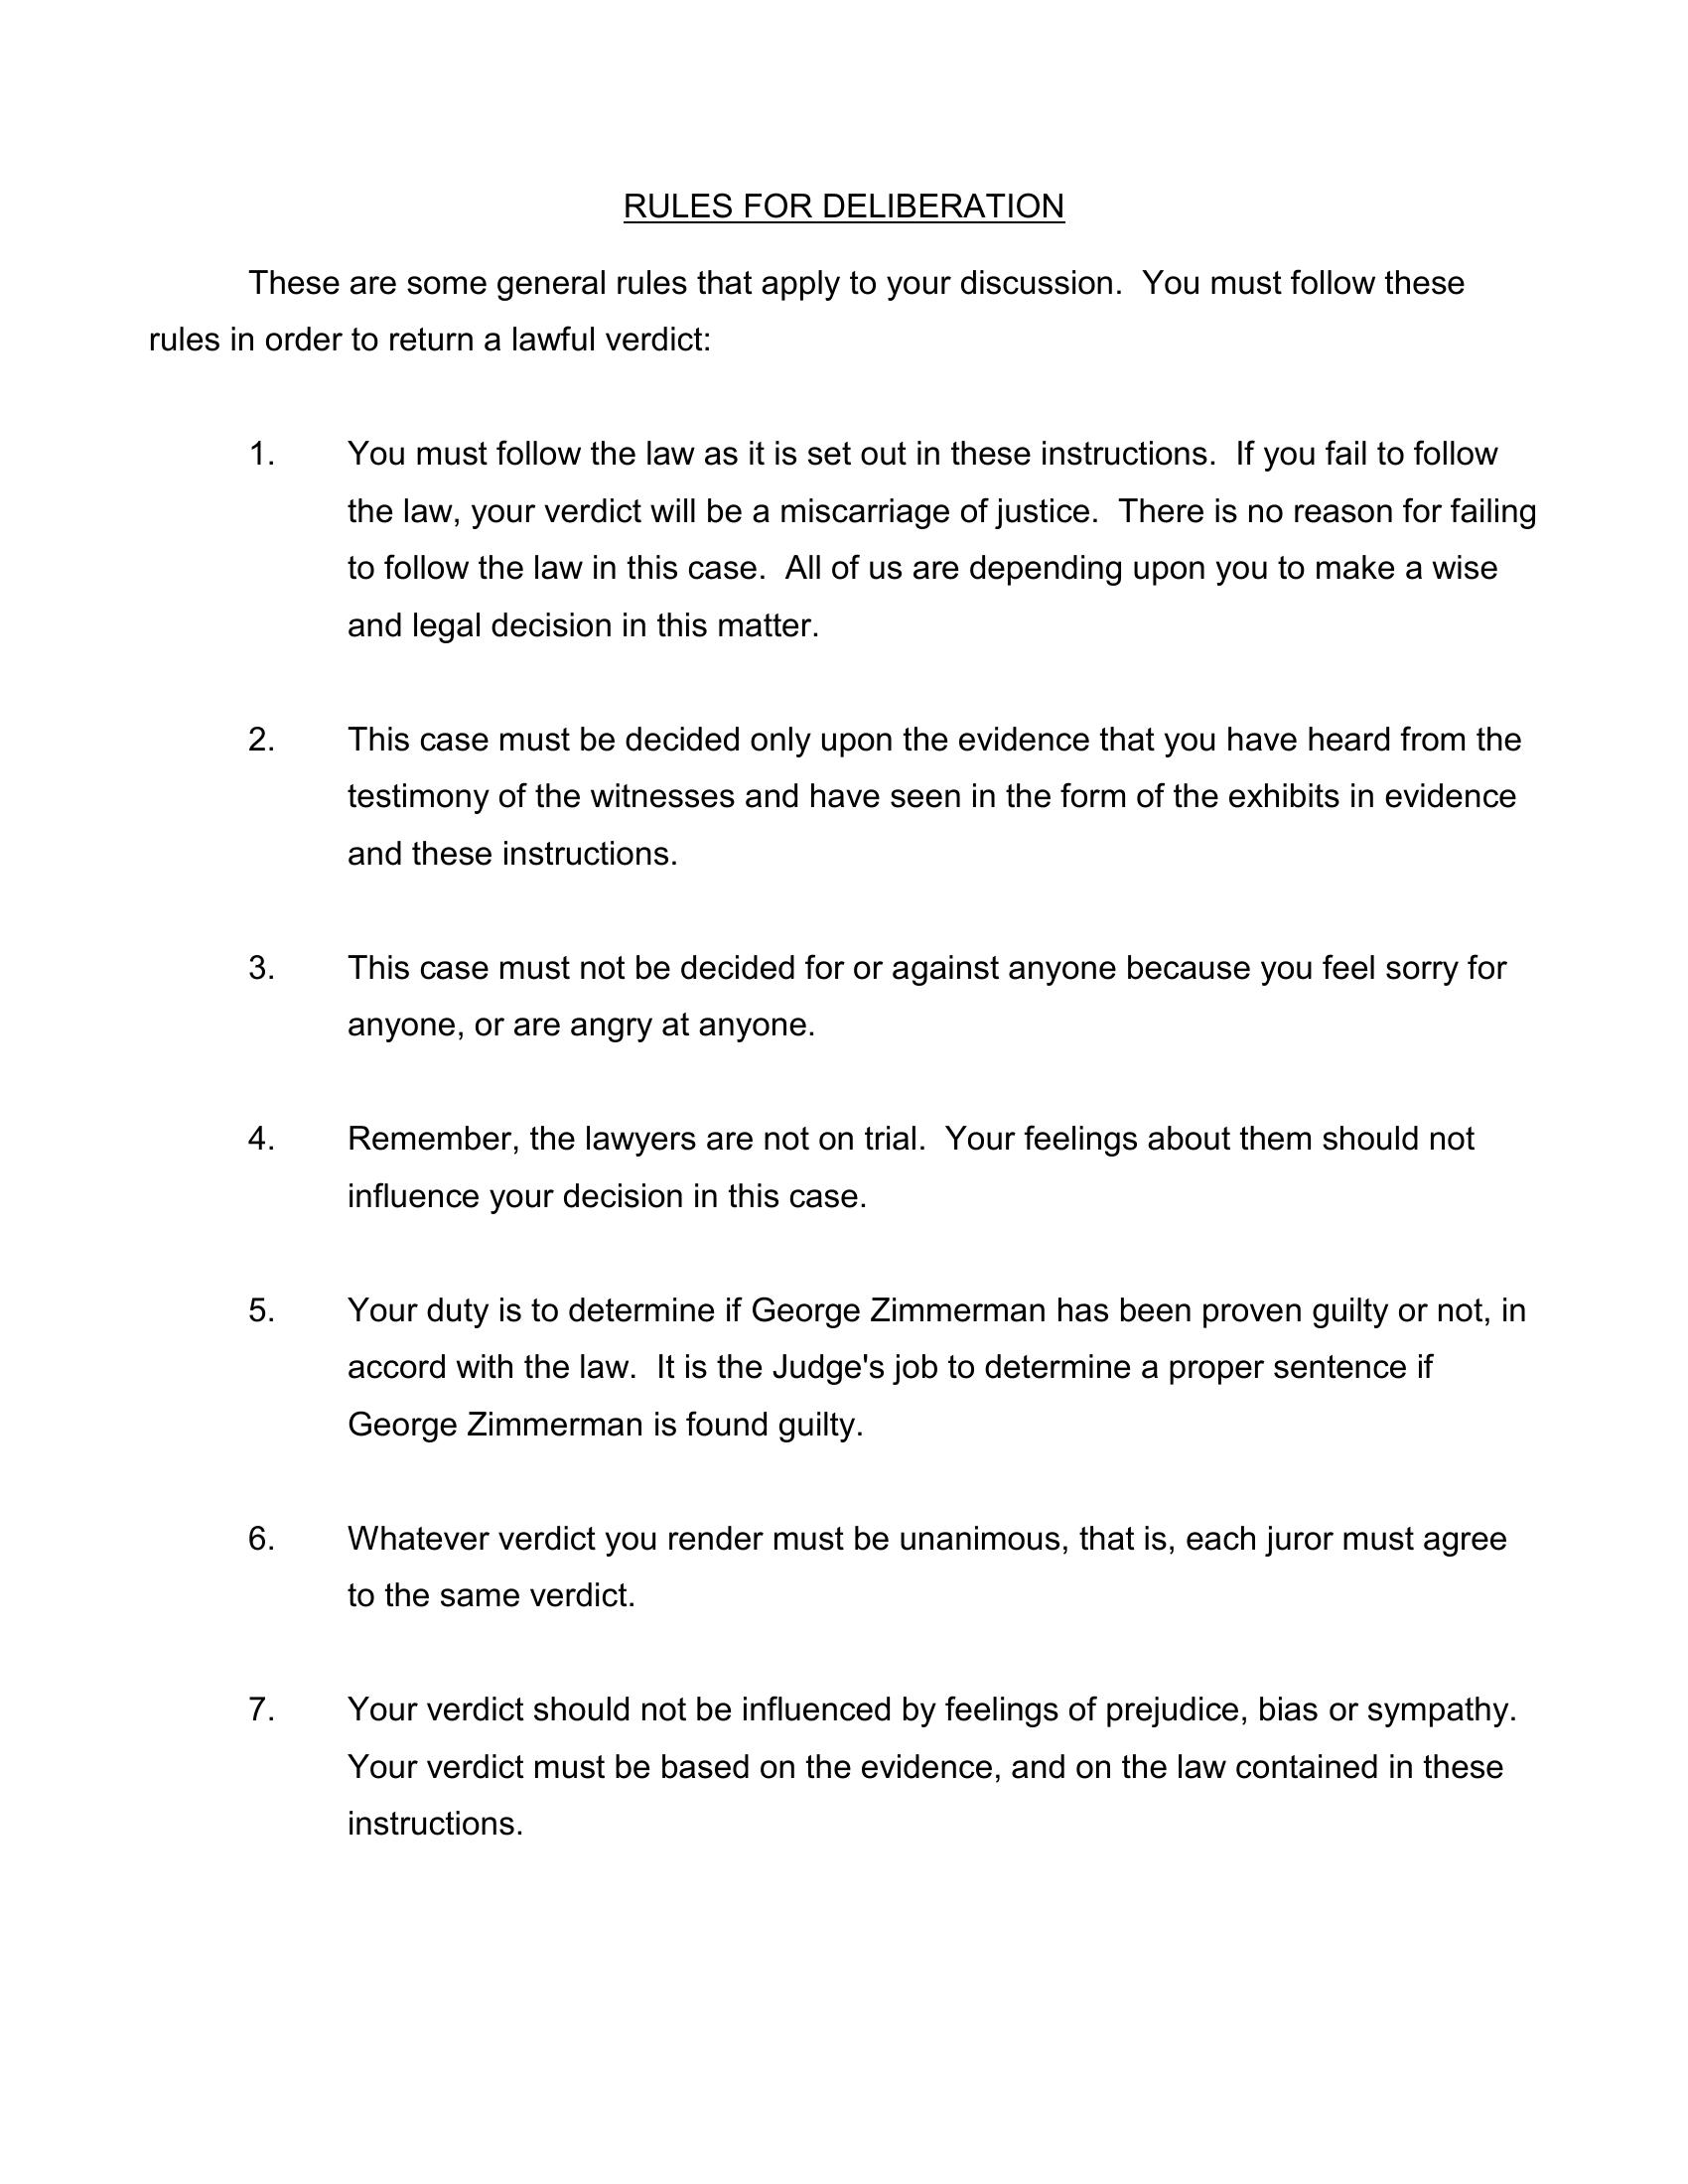 RULES FOR DELIBERATION
These are some general rules that apply to your discussion.  You must follow these
rules in order to return a lawful verdict:
1. You must follow the law as it is set out in these instructions.  If you fail to follow
the law, your verdict will be a miscarriage of justice.  There is no reason for failing
to follow the law in this case.  All of us are depending upon you to make a wise
and legal decision in this matter.
2. This case must be decided only upon the evidence that you have heard from the
testimony of the witnesses and have seen in the form of the exhibits in evidence
and these instructions.
3. This case must not be decided for or against anyone because you feel sorry for
anyone, or are angry at anyone.
4. Remember, the lawyers are not on trial.  Your feelings about them should not
influence your decision in this case.
5. Your duty is to determine if George Zimmerman has been proven guilty or not, in
accord with the law.  It is the Judge's job to determine a proper sentence if
George Zimmerman is found guilty.
6. Whatever verdict you render must be unanimous, that is, each juror must agree
to the same verdict.
7. Your verdict should not be influenced by feelings of prejudice, bias or sympathy.
Your verdict must be based on the evidence, and on the law contained in these
instructions.